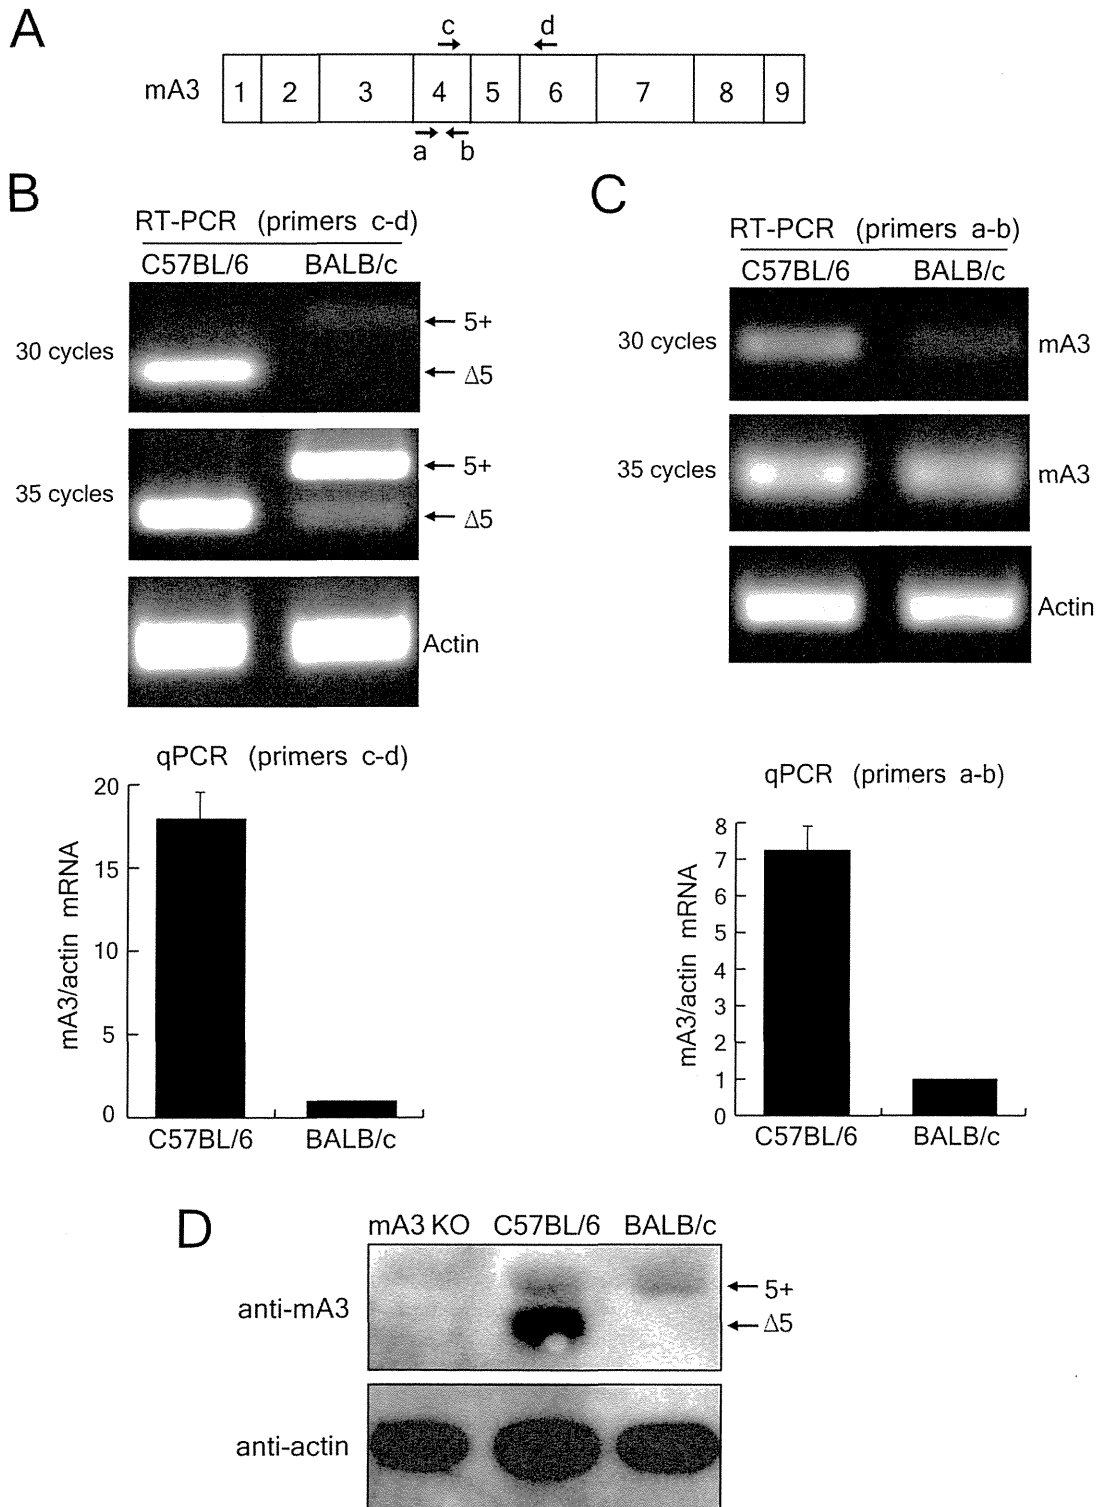 A
c d
mA3 1 2 3 4 5 6 7 8 9
a b
B
RT-PCR (primers c-d)
C57BL/6 BALB/c
30 cycles
5+
Δ5
35 cycles
5+
Δ5
Actin
qPCR (primers c-d)
mA3/actin mRNA
20
15
10
5
0
C57BL/6 BALB/c
C
RT-PCR (primers a-b)
C57BL/6 BALB/c
30 cycles mA3
35 cycles mA3
Actin
qPCR (primers a-b)
mA3/actin mRNA
8
7
6
5
4
3
2
1
0
C57BL/6 BALB/c
D
mA3 KO C57BL/6 BALB/c
anti-mA3
5+
Δ5
anti-actin